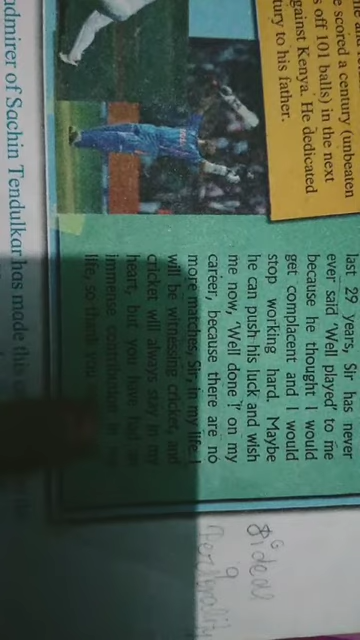 e scored a century (unbeaten
s off 101 balls) in the next
against Kenya. He dedicated
tury to his father.
last 29 years, Sir has never
ever said 'Well played' to me
because he thought I would
get complacent and I would
stop working hard. Maybe
he can push his luck and wish
me now, 'Well done !' on my
career, because there are no
more matches, Sir, in my life. I
will be witnessing cricket, and
cricket will always stay in my
heart, but you have had an
immense contribution in my
life, so thank you
admirer of Sachin Tendulkar has made this